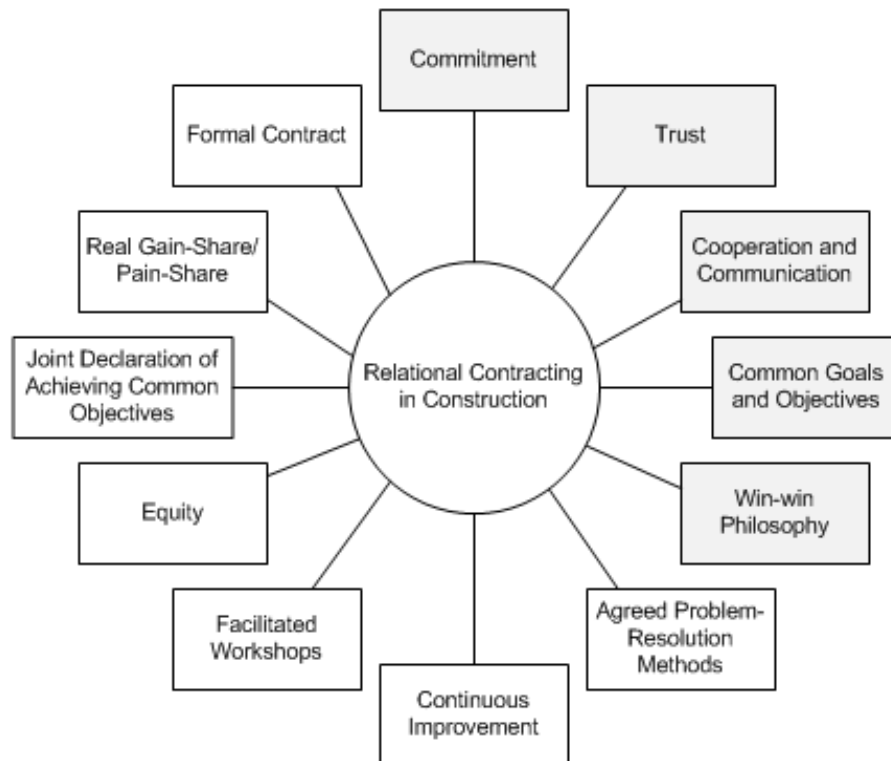 Commitment
Formal Contract
Trust
Real Gain-Share/
Pain-Share
Cooperation and
Communication
Joint Declaration of
Achieving Common
Objectives
Relational Contracting
in Construction
Common Goals
and Objectives
Equity
Win-win
Philosophy
Facilitated
Workshops
Agreed Problem-
Resolution
Methods
Continuous
Improvement